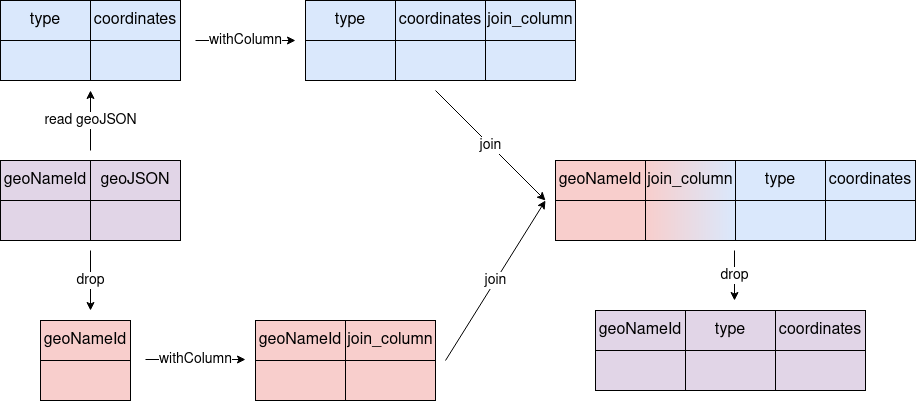 type coordinates
withColumn
type coordinates join_column
read geoJSON
join
geoNameId geoJSON
geoNameId join_column type coordinates
drop
join
drop
geoNameId
withColumn
geoNameId join_column
geoNameId type coordinates